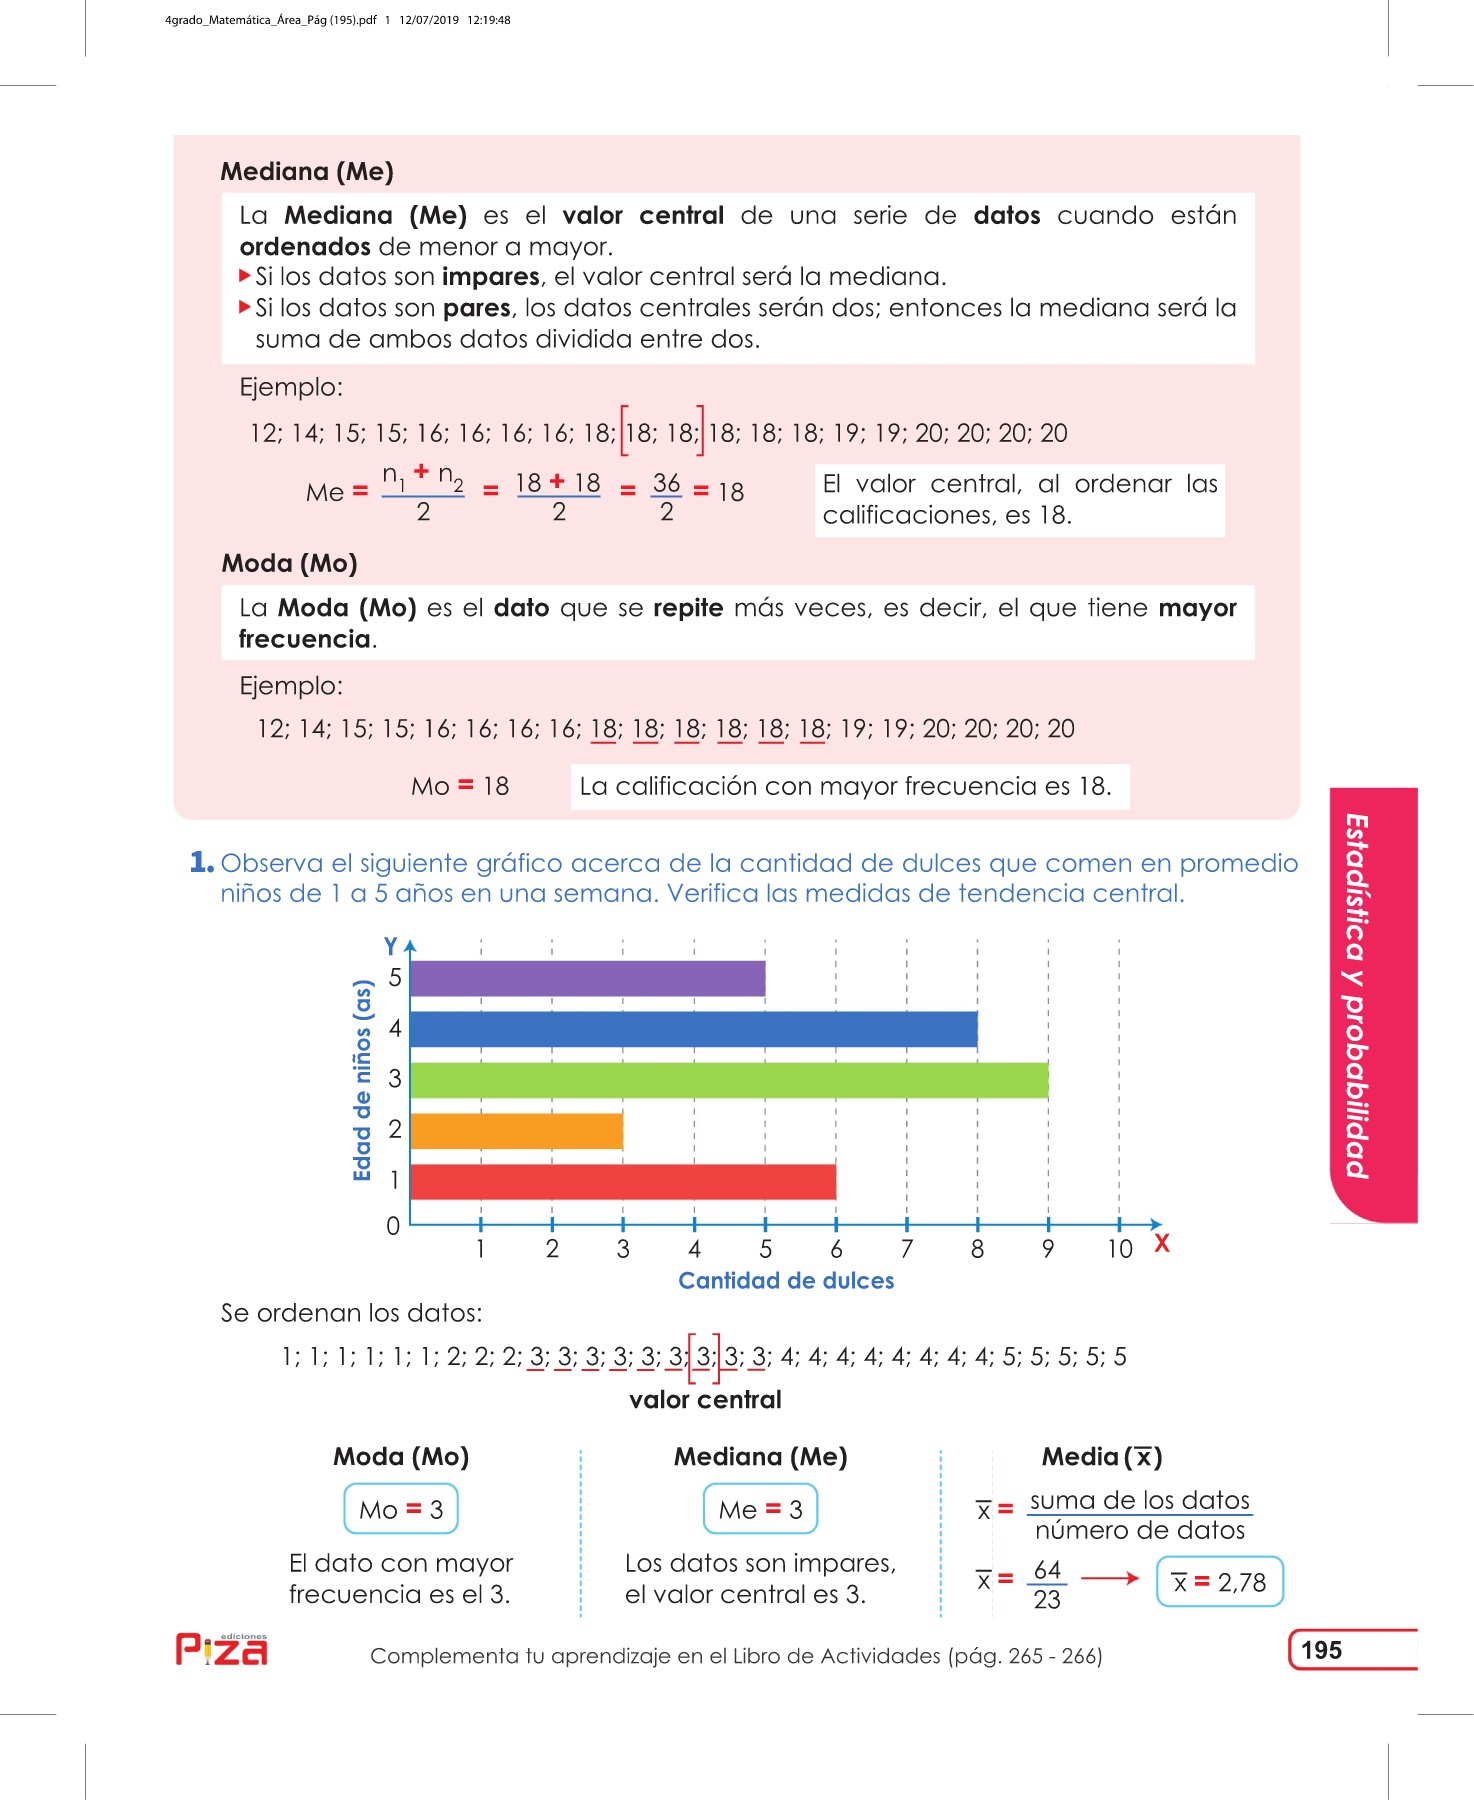 4grado_Matemática_Área_Pág (195).pdf 1 12/07/2019 12:19:48
Mediana (Me)
La Mediana (Me) es el valor central de una serie de datos cuando están
ordenados de menor a mayor.
Si los datos son impares, el valor central será la mediana.
Si los datos son pares, los datos centrales serán dos; entonces la mediana será la
suma de ambos datos dividida entre dos.
Ejemplo:
12; 14; 15; 15; 16; 16; 16; 16; 18; [18; 18;] 18; 18; 18; 19; 19; 20; 20; 20; 20
Me = n₁ + n₂ / 2 = 18 + 18 / 2 = 36 / 2 = 18
El valor central, al ordenar las
calificaciones, es 18.
Moda (Mo)
La Moda (Mo) es el dato que se repite más veces, es decir, el que tiene mayor
frecuencia.
Ejemplo:
12; 14; 15; 15; 16; 16; 16; 16; 18; 18; 18; 18; 18; 18; 19; 19; 20; 20; 20; 20
Mo = 18
La calificación con mayor frecuencia es 18.
Estadística y probabilidad
1. Observa el siguiente gráfico acerca de la cantidad de dulces que comen en promedio
niños de 1 a 5 años en una semana. Verifica las medidas de tendencia central.
Y
Edad de niños (as)
5
4
3
2
1
0
1 2 3 4 5 6 7 8 9 10 X
Cantidad de dulces
Se ordenan los datos:
1; 1; 1; 1; 1; 1; 2; 2; 2; 3; 3; 3; 3; 3; 3; [3;] 3; 3; 4; 4; 4; 4; 4; 4; 4; 4; 5; 5; 5; 5; 5
valor central
Moda (Mo)
Mo = 3
El dato con mayor
frecuencia es el 3.
Mediana (Me)
Me = 3
Los datos son impares,
el valor central es 3.
Media (x̅)
x̅ = suma de los datos / número de datos
x̅ = 64 / 23
x̅ = 2,78
ediciones
Piza
Complementa tu aprendizaje en el Libro de Actividades (pág. 265 - 266)
195